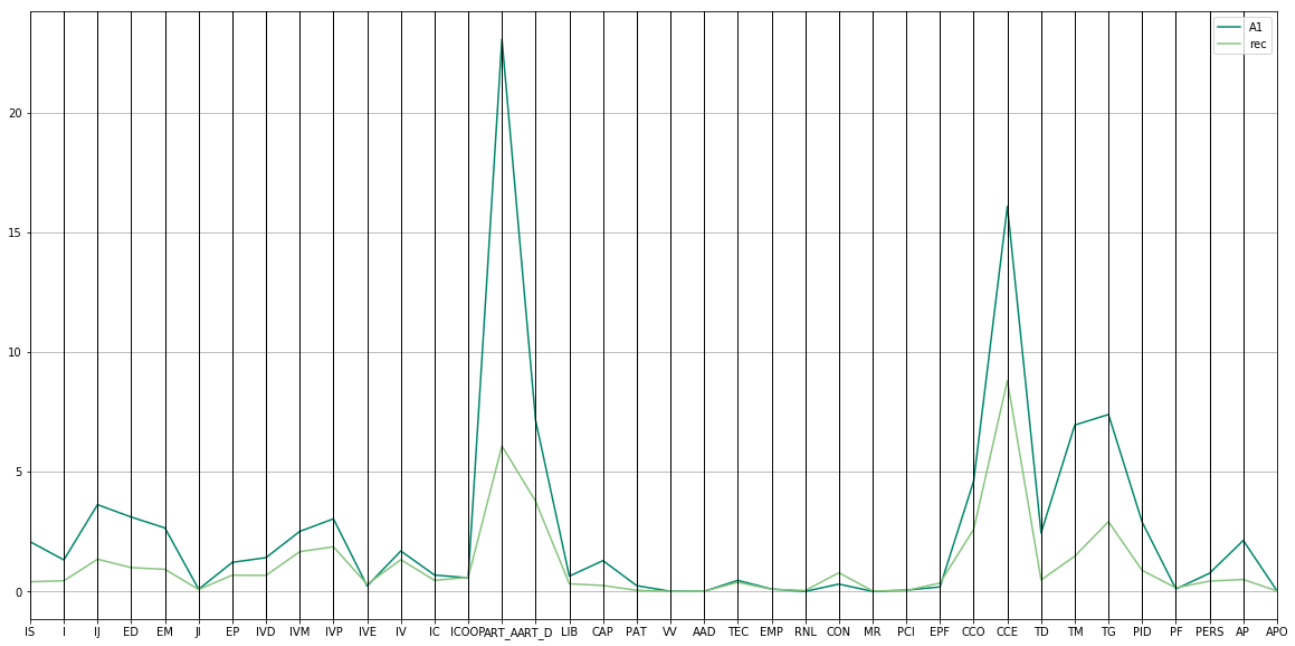 A1
rec
20
15
10
5
0
IS I IJ ED EM JI EP IVD IVM IVP IVE IV IC ICOOP ART_A ART_D LIB CAP PAT VV AAD TEC EMP RNL CON MR PCI EPF CCO CCE TD TM TG PID PF PERS AP APO